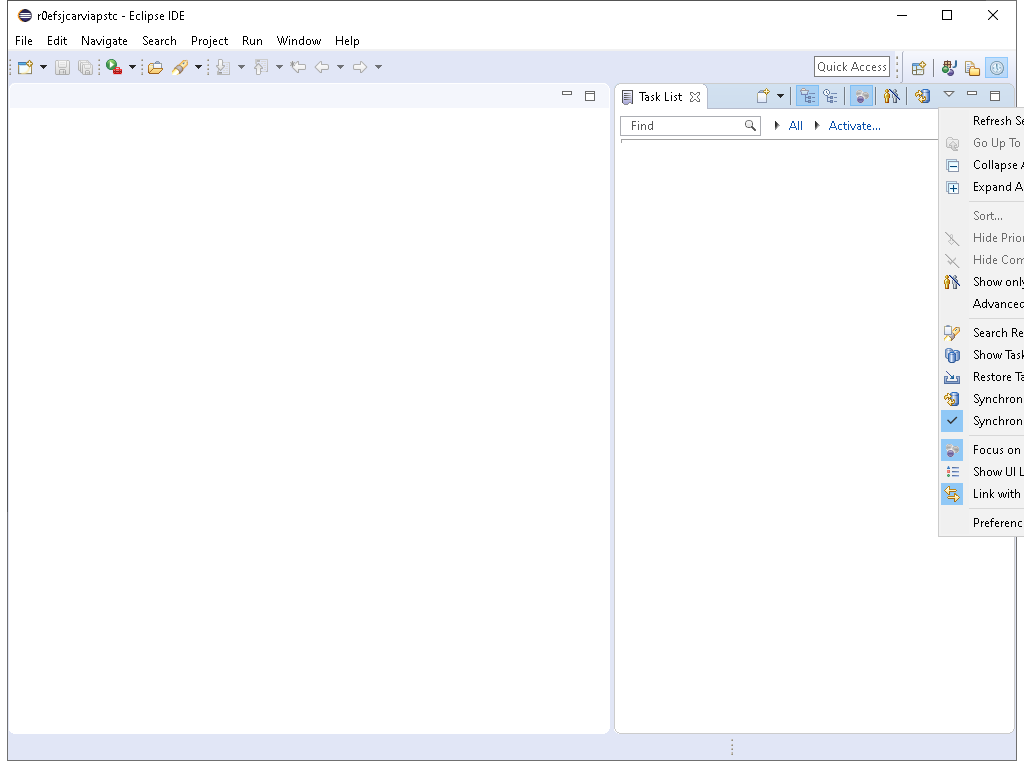 r0efsjcarviapstc - Eclipse IDE
File Edit Navigate Search Project Run Window Help
Quick Access
Task List
Find All Activate...
Refresh Se
Go Up To
Collapse A
Expand A
Sort...
Hide Prior
Hide Com
Show only
Advanced
Search Re
Show Task
Restore Ta
Synchron
Synchron
Focus on
Show UI L
Link with
Preferenc